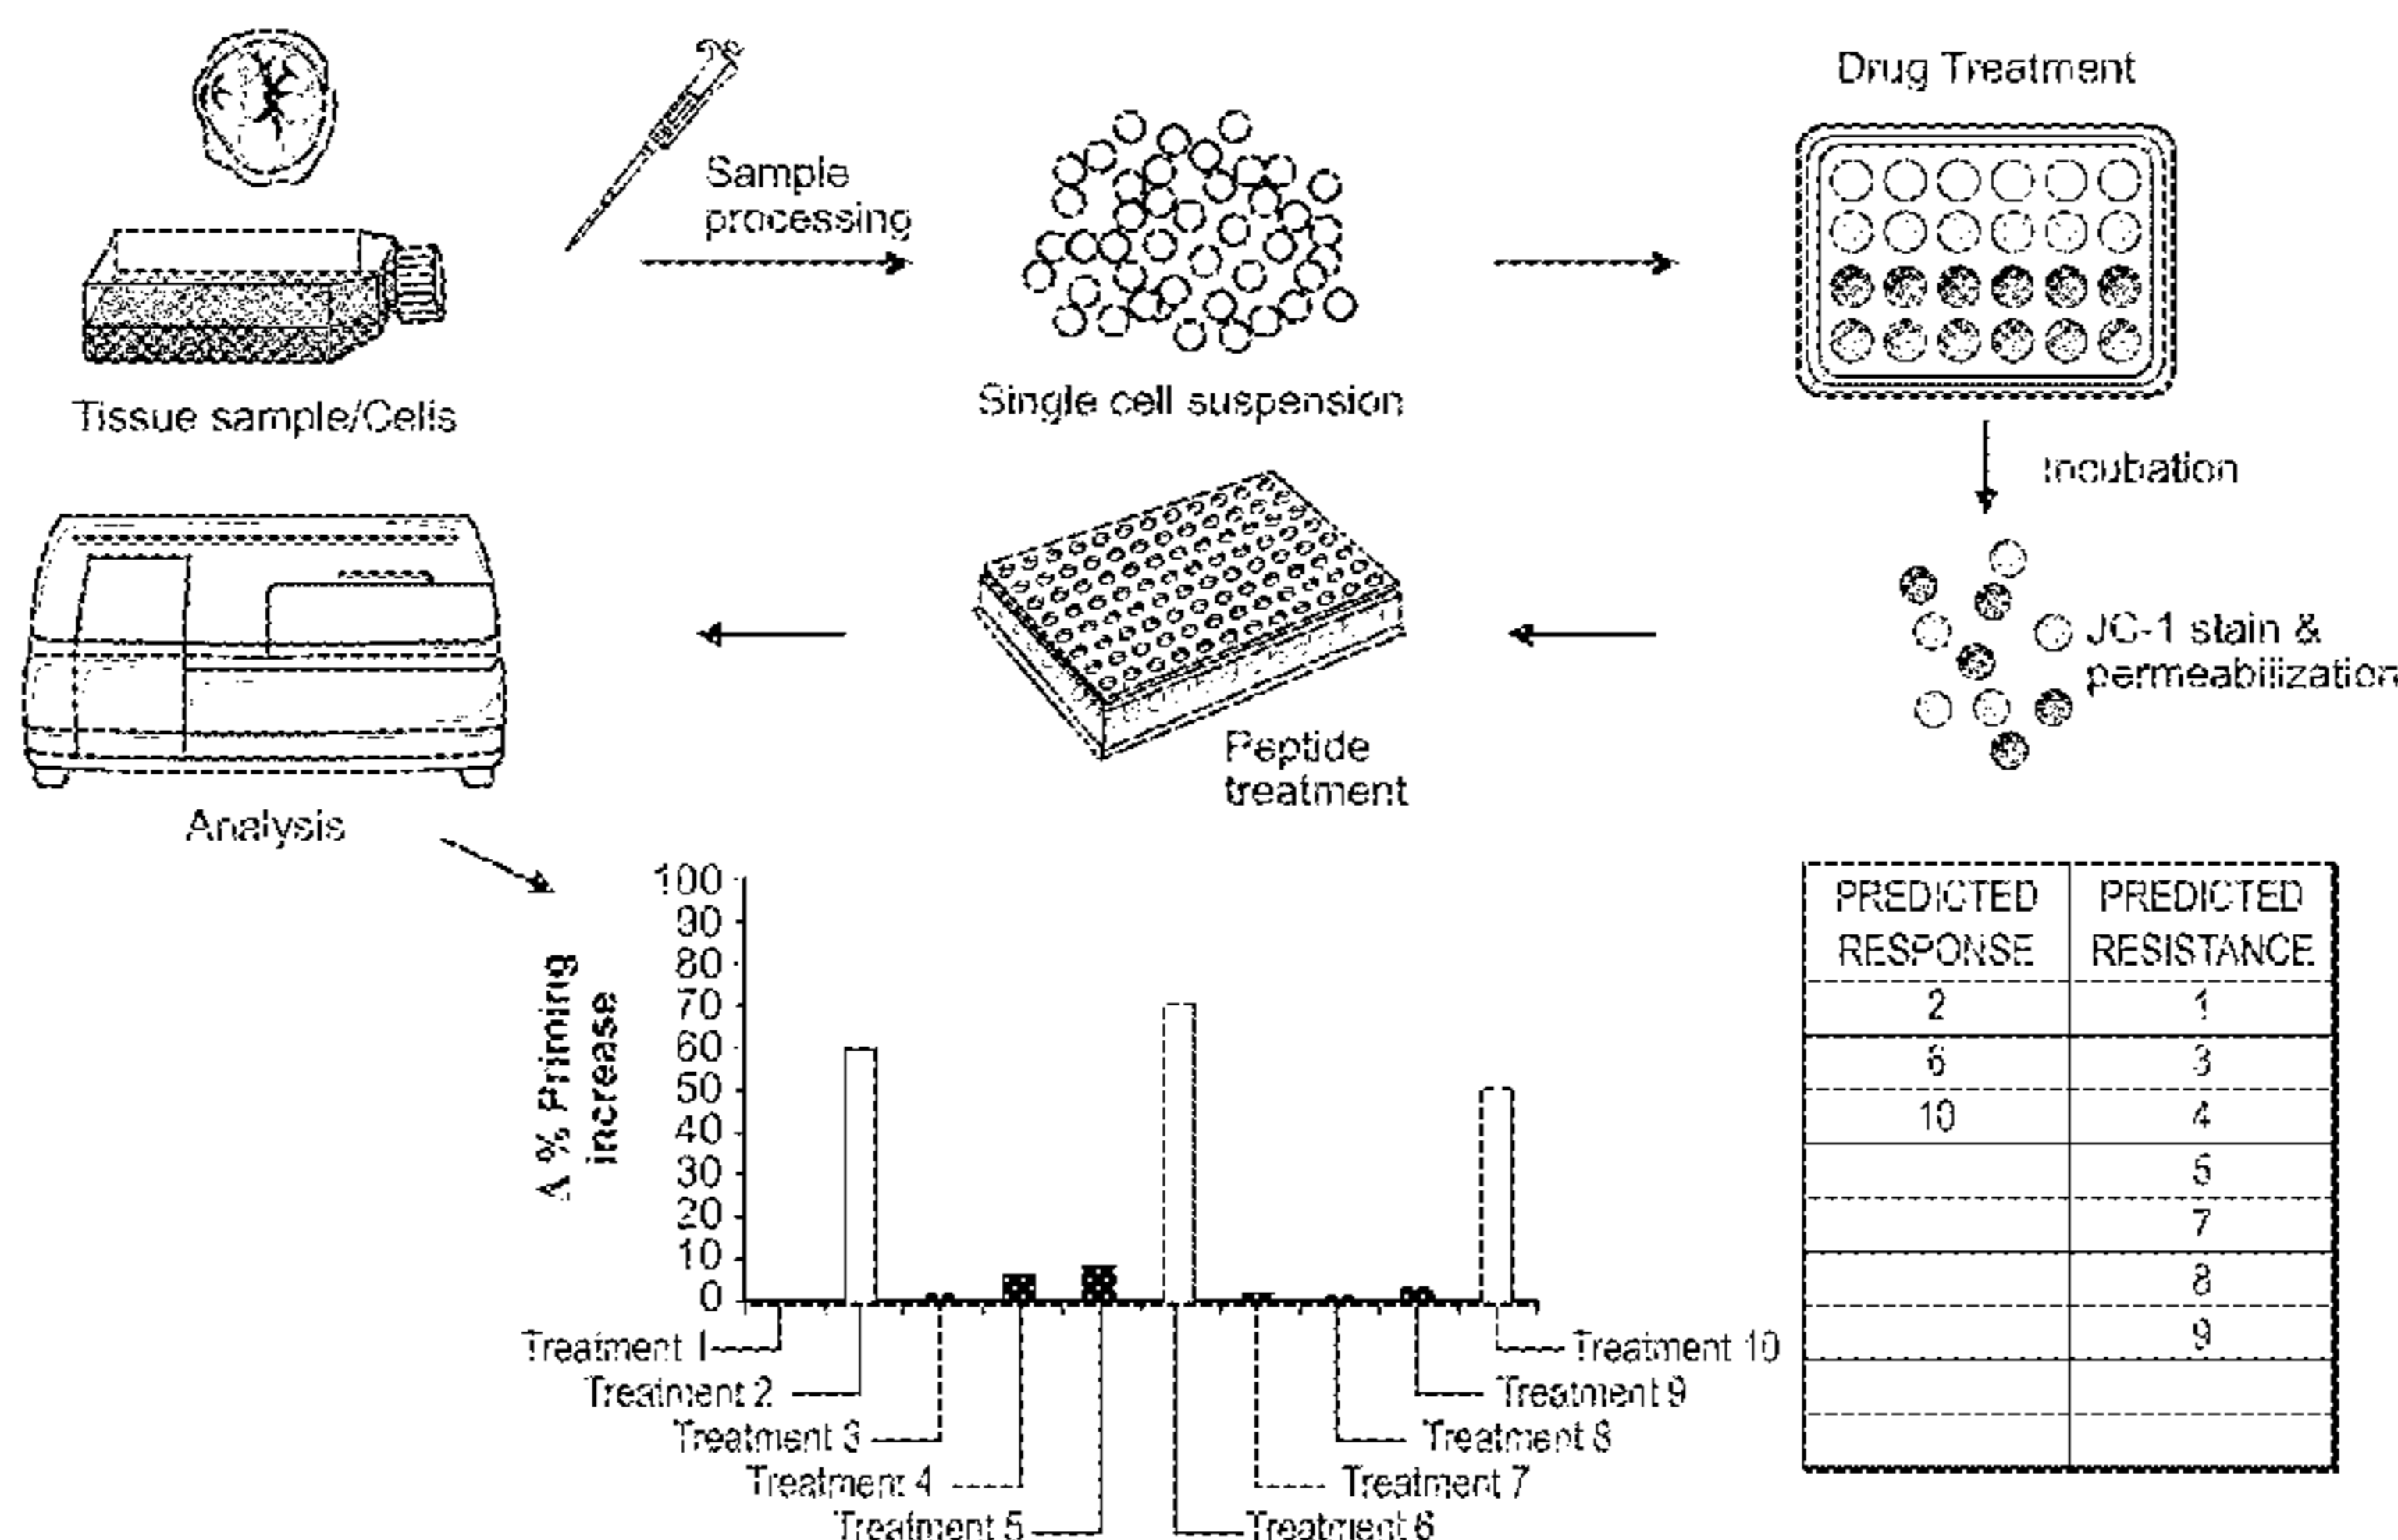 Drug Treatment
Sample
processing
Tissue sample/Cells
Single cell suspension
Incubation
JC-1 stain &
permeabilization
Peptide
treatment
Analysis
100
90
80
70
60
50
40
30
20
10
0
Δ % Priming
increase
Treatment 1
Treatment 2
Treatment 3
Treatment 4
Treatment 5
Treatment 6
Treatment 7
Treatment 8
Treatment 9
Treatment 10
PREDICTED RESPONSE
PREDICTED RESISTANCE
2 1
6 3
10 4
5
7
8
9